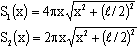 S₁(x) = 4πx√(x² + (ℓ/2)²)
S₂(x) = 2πx√(x² + (ℓ/2)²)